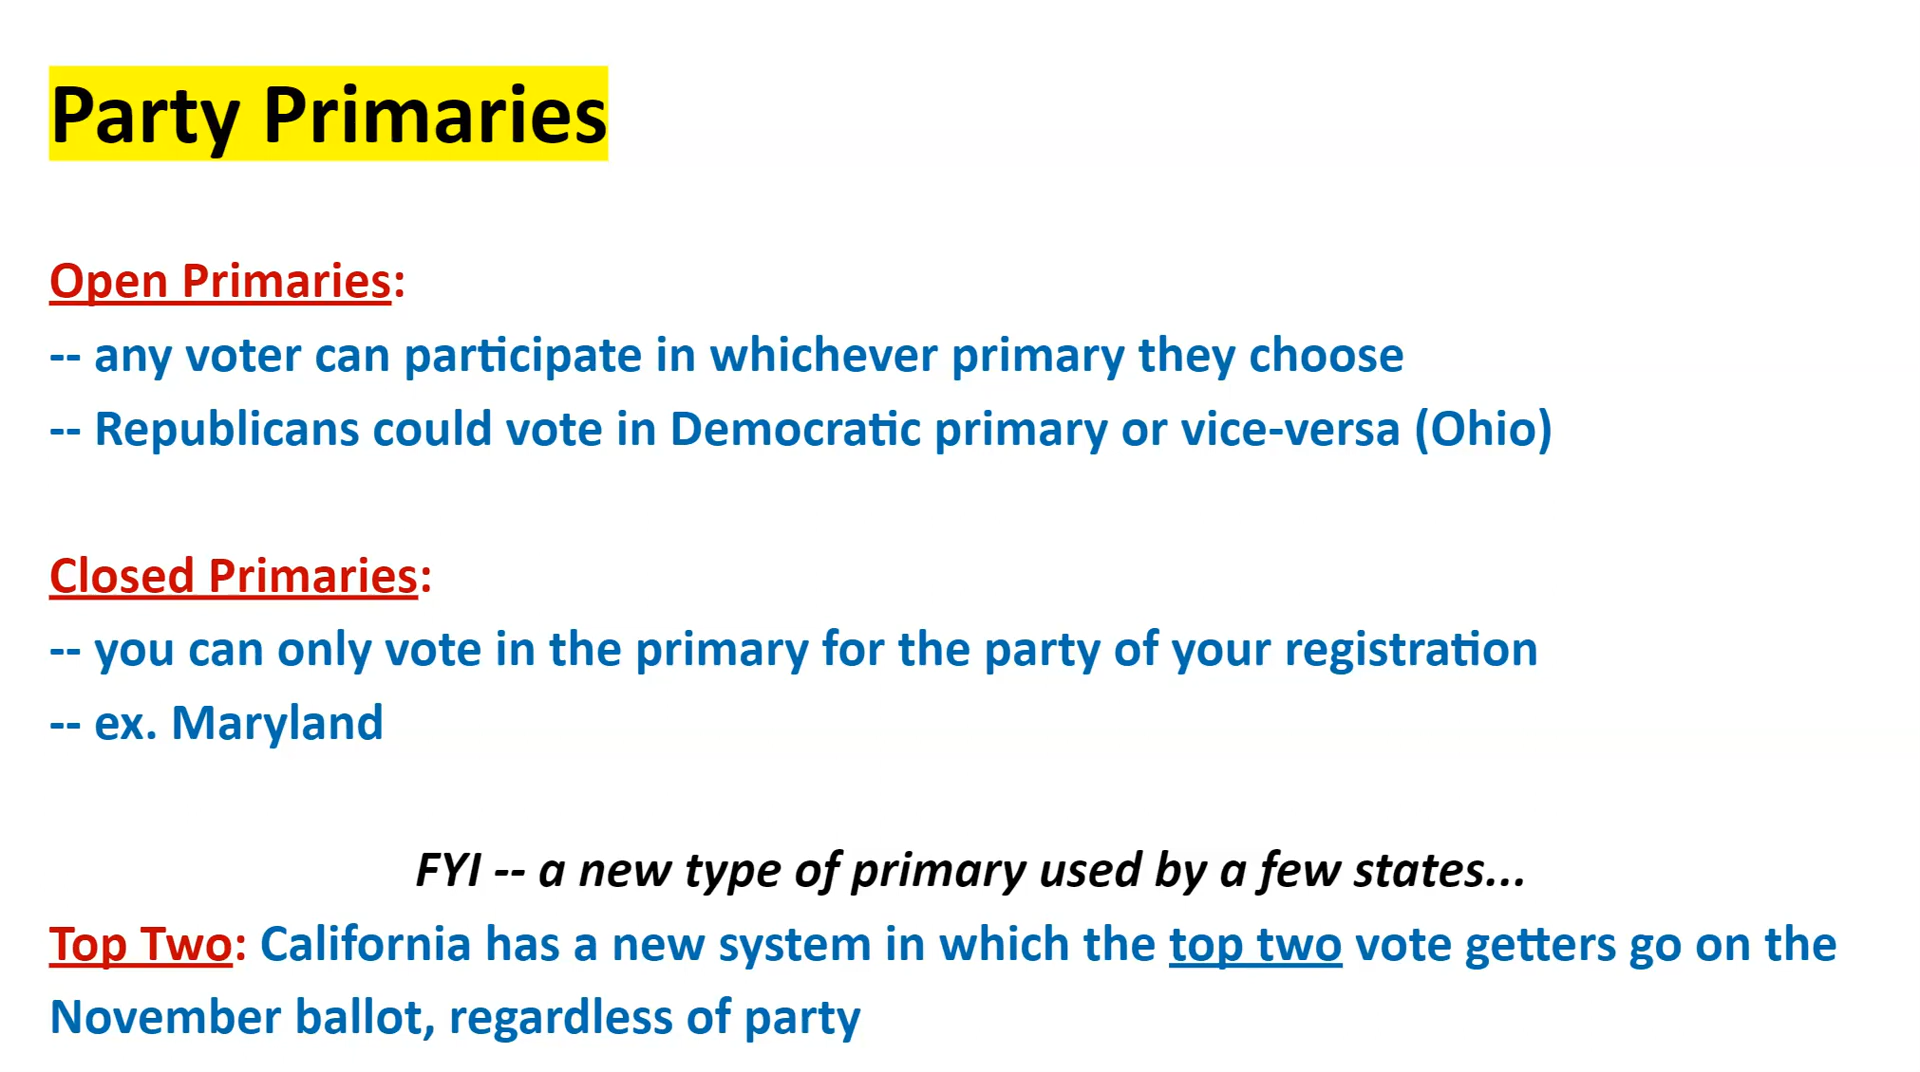 Party Primaries
Open Primaries:
-- any voter can participate in whichever primary they choose
-- Republicans could vote in Democratic primary or vice-versa (Ohio)
Closed Primaries:
-- you can only vote in the primary for the party of your registration
-- ex. Maryland
FYI -- a new type of primary used by a few states...
Top Two: California has a new system in which the top two vote getters go on the
November ballot, regardless of party